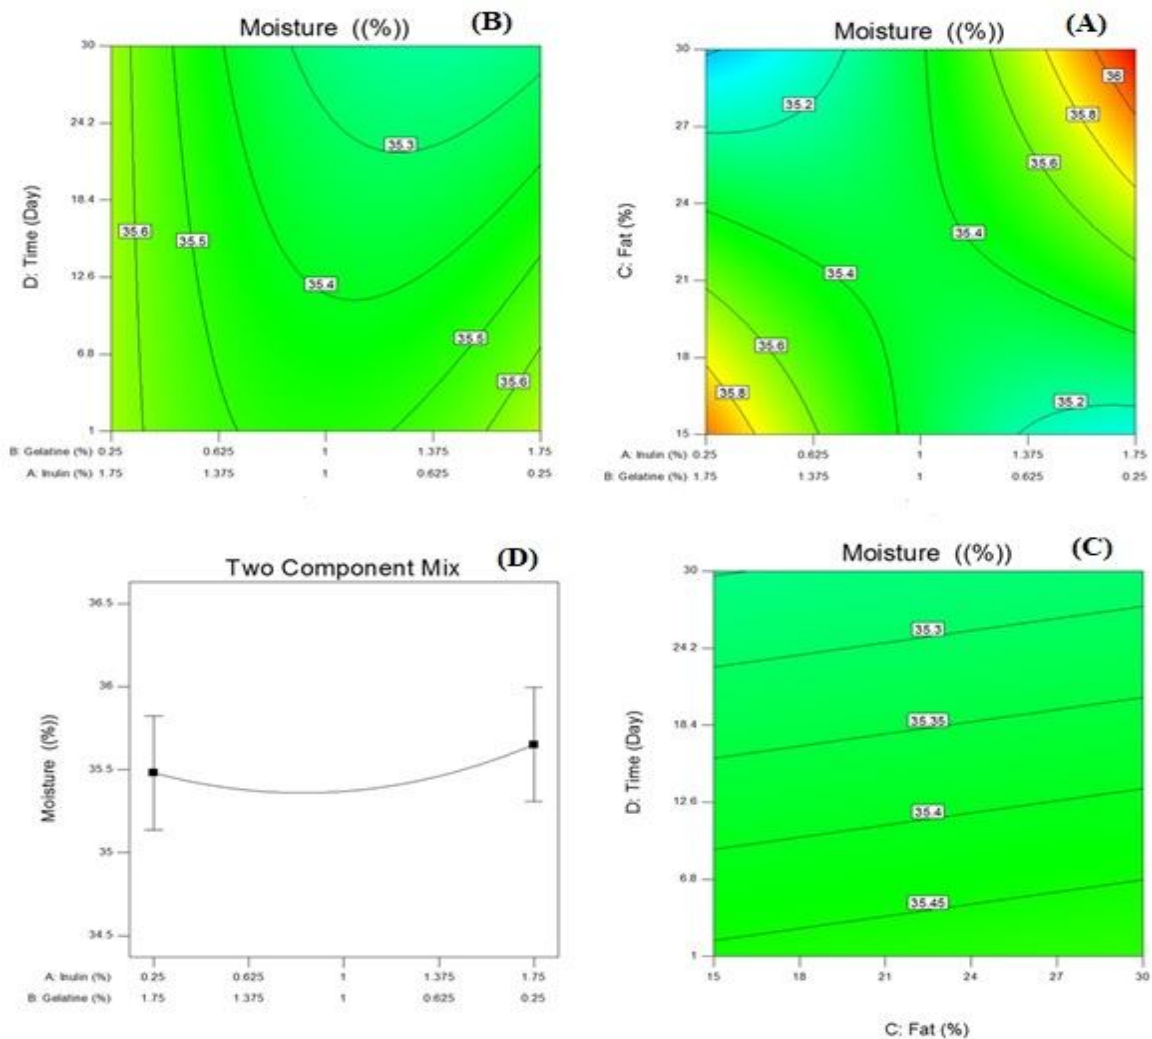 Moisture ((%)) (B)
30
24.2
18.4
12.6
6.8
1
D: Time (Day)
35.3
35.6
35.5
35.4
35.5
35.6
B: Gelatine (%) 0.25 0.625 1 1.375 1.75
A: Inulin (%) 1.75 1.375 1 0.625 0.25
Moisture ((%)) (A)
30
27
24
21
18
15
C: Fat (%)
36
35.2
35.8
35.6
35.4
35.4
35.6
35.8
35.2
A: Inulin (%) 0.25 0.625 1 1.375 1.75
B: Gelatine (%) 1.75 1.375 1 0.625 0.25
Two Component Mix (D)
36.5
36
35.5
35
34.5
Moisture ((%))
A: Inulin (%) 0.25 0.625 1 1.375 1.75
B: Gelatine (%) 1.75 1.375 1 0.625 0.25
Moisture ((%)) (C)
30
24.2
18.4
12.6
6.8
1
D: Time (Day)
35.3
35.35
35.4
35.45
15 18 21 24 27 30
C: Fat (%)